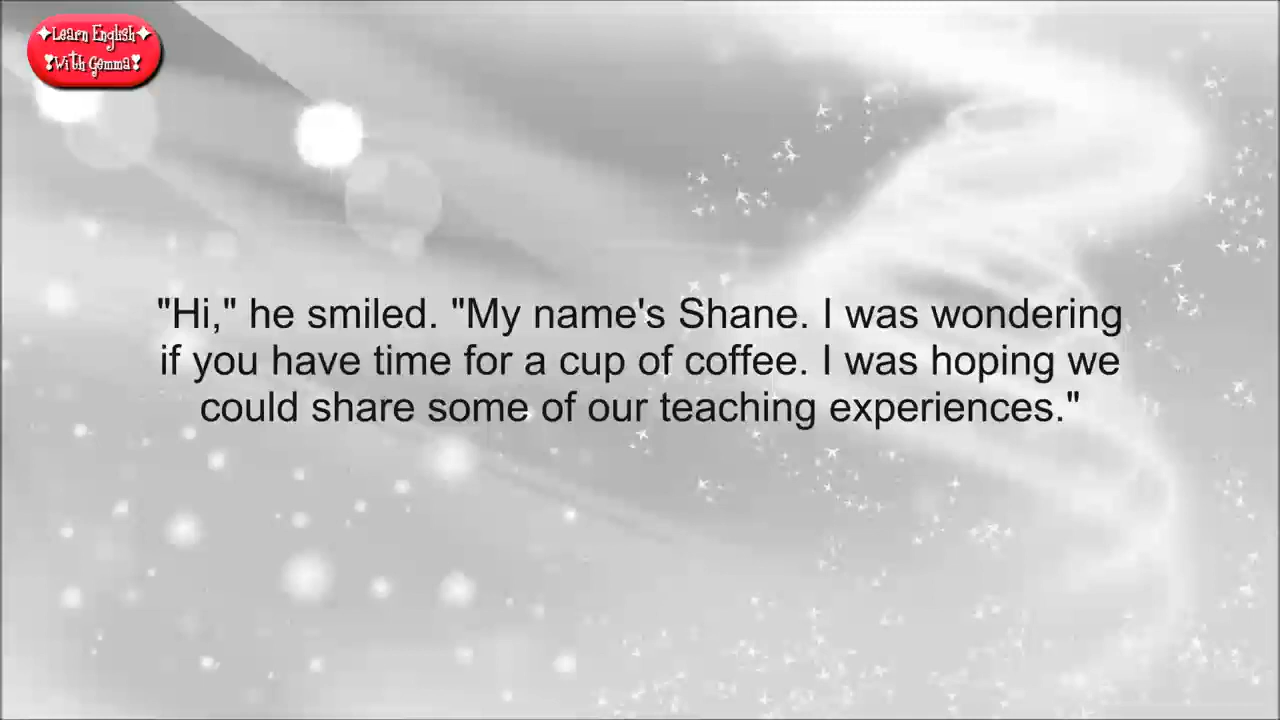 ✦Learn English✦
❣With Gemma❣
"Hi," he smiled. "My name's Shane. I was wondering
if you have time for a cup of coffee. I was hoping we
could share some of our teaching experiences."